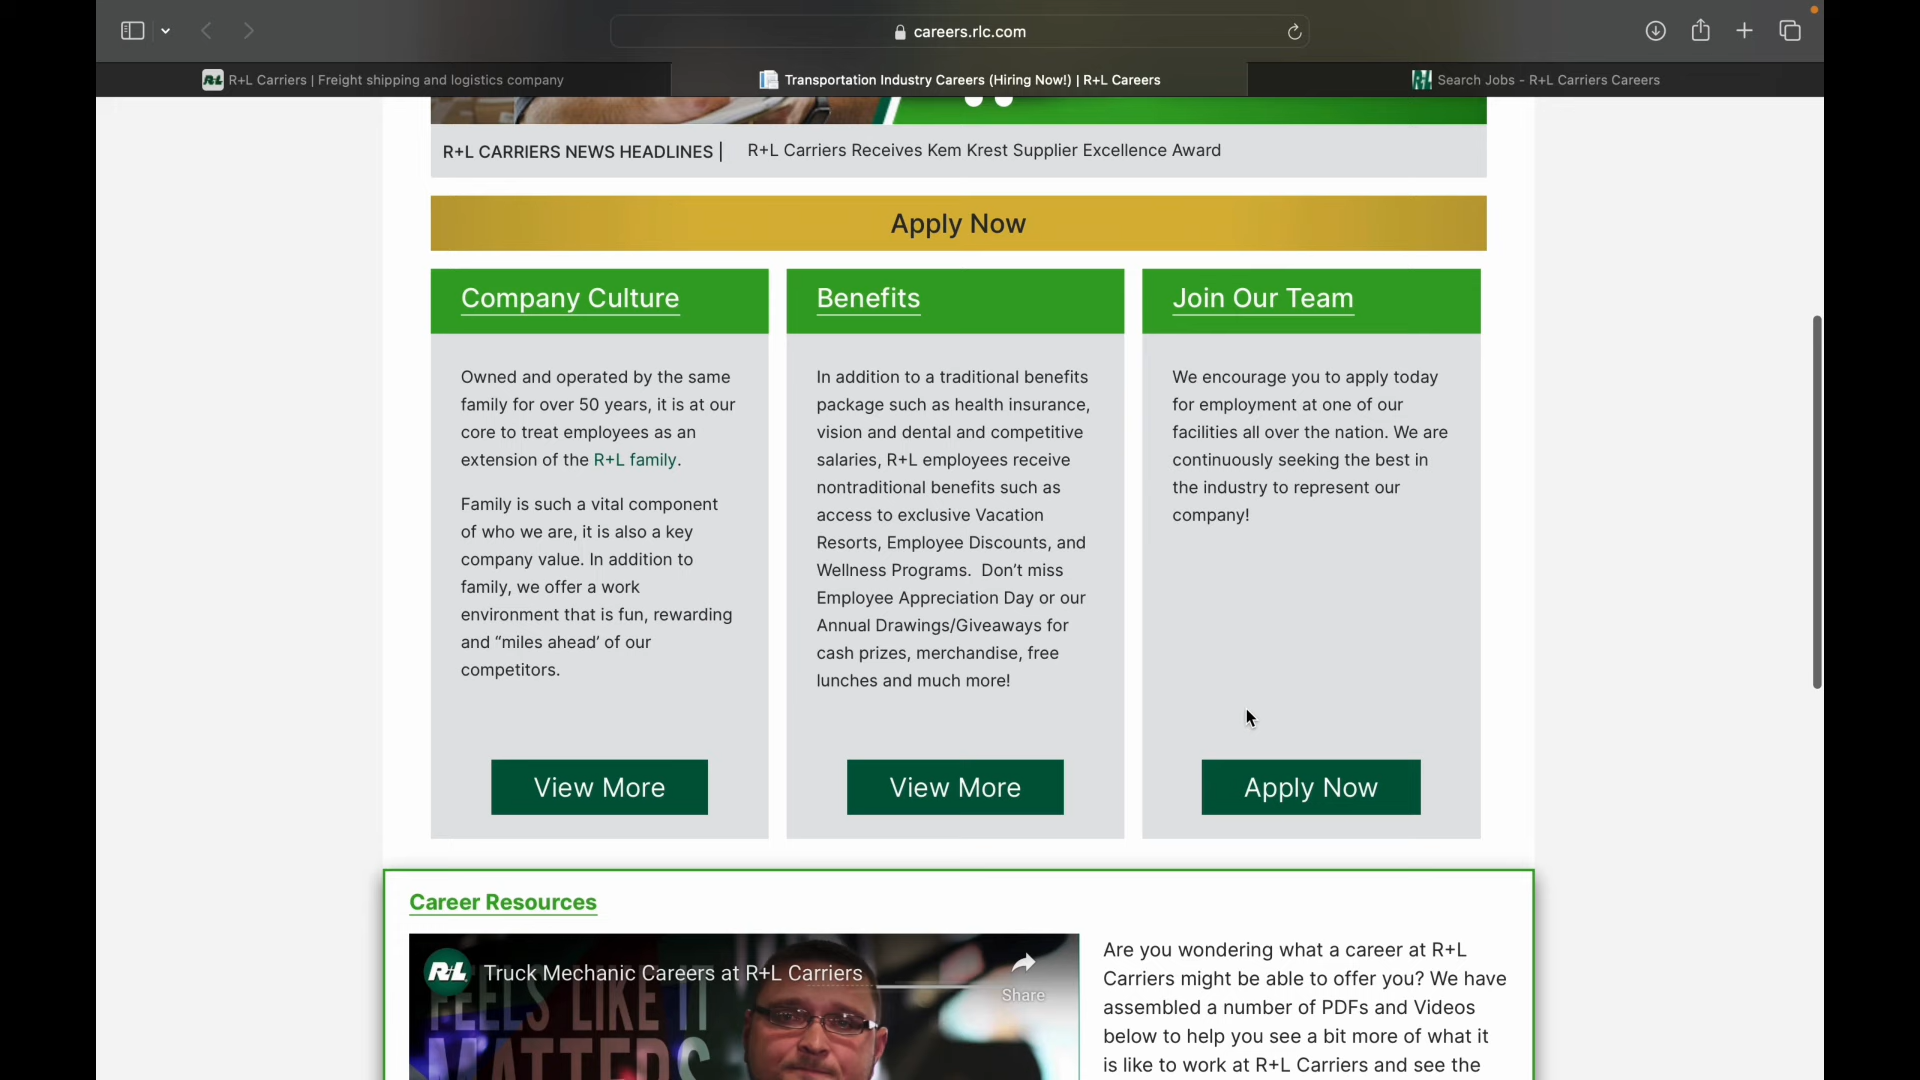 careers.rlc.com
R+L Carriers | Freight shipping and logistics company
Transportation Industry Careers (Hiring Now!) | R+L Careers
Search Jobs - R+L Carriers Careers
R+L CARRIERS NEWS HEADLINES | R+L Carriers Receives Kem Krest Supplier Excellence Award
Apply Now
Company Culture
Owned and operated by the same
family for over 50 years, it is at our
core to treat employees as an
extension of the R+L family.
Family is such a vital component
of who we are, it is also a key
company value. In addition to
family, we offer a work
environment that is fun, rewarding
and “miles ahead’ of our
competitors.
View More
Benefits
In addition to a traditional benefits
package such as health insurance,
vision and dental and competitive
salaries, R+L employees receive
nontraditional benefits such as
access to exclusive Vacation
Resorts, Employee Discounts, and
Wellness Programs.  Don’t miss
Employee Appreciation Day or our
Annual Drawings/Giveaways for
cash prizes, merchandise, free
lunches and much more!
View More
Join Our Team
We encourage you to apply today
for employment at one of our
facilities all over the nation. We are
continuously seeking the best in
the industry to represent our
company!
Apply Now
Career Resources
R+L Truck Mechanic Careers at R+L Carriers
Share
FEELS LIKE IT
MATTERS
Are you wondering what a career at R+L
Carriers might be able to offer you? We have
assembled a number of PDFs and Videos
below to help you see a bit more of what it
is like to work at R+L Carriers and see the